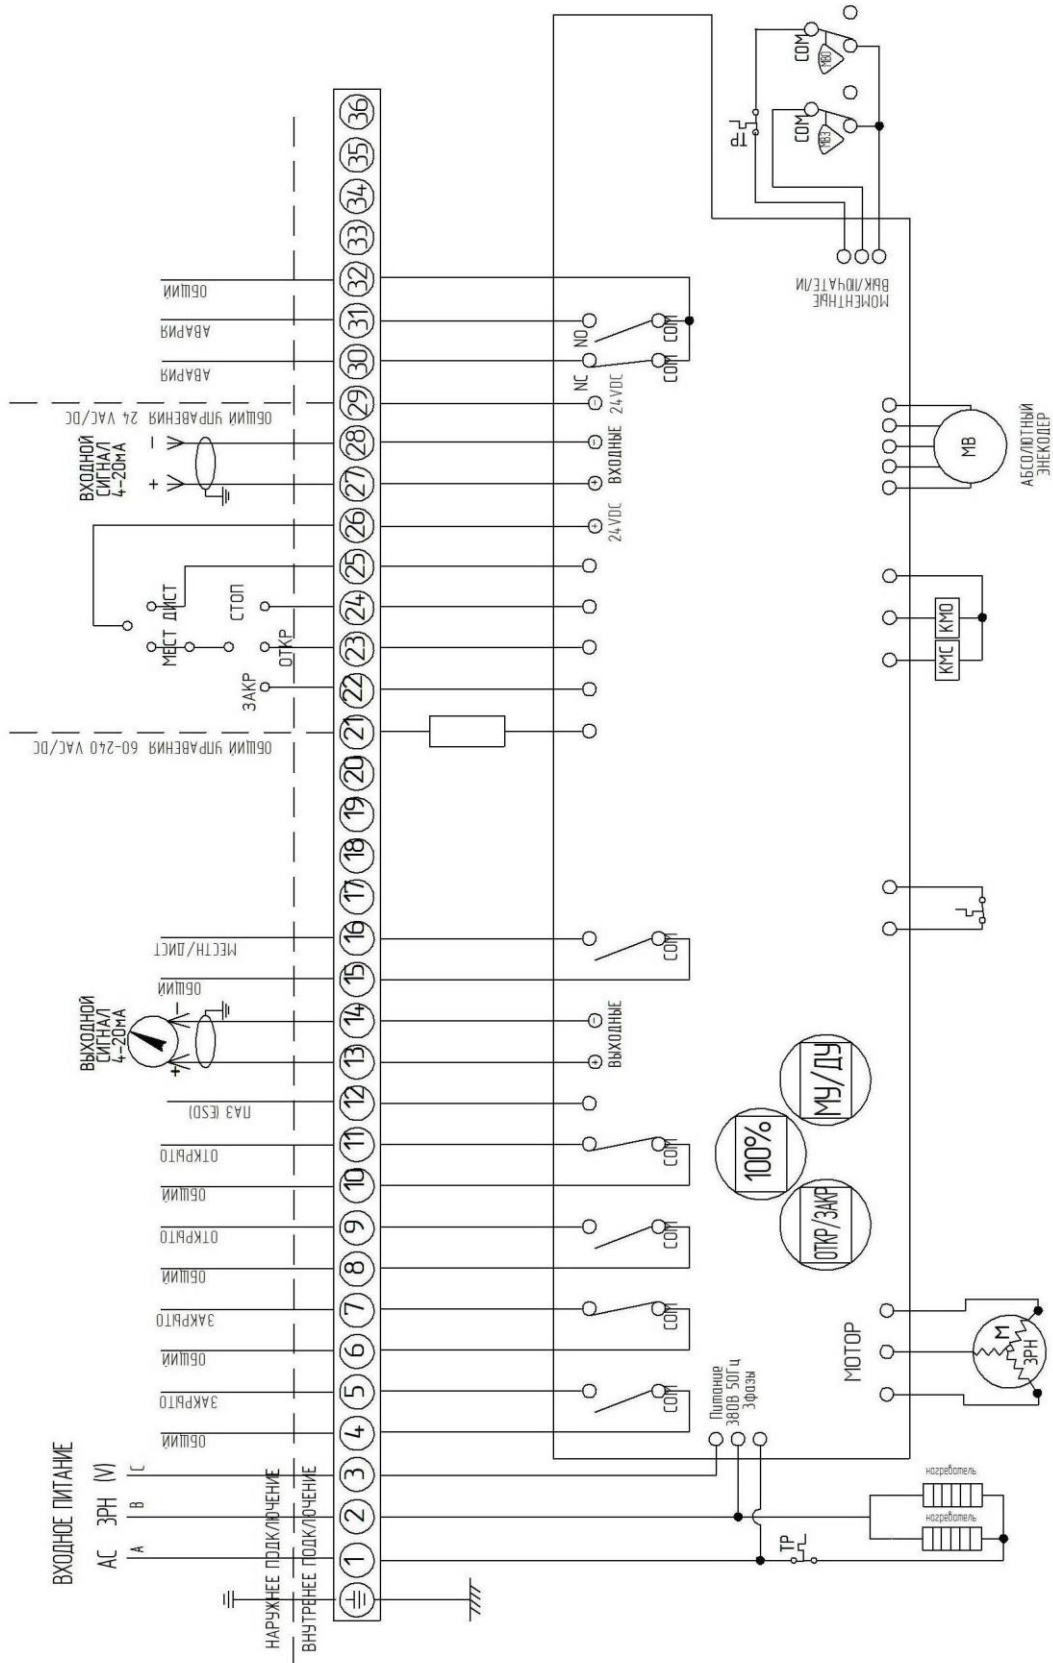 ВХОДНОЕ ПИТАНИЕ
AC 3PH (V)
A
B
C
НАРУЖНЕЕ ПОДКЛЮЧЕНИЕ
ВНУТРЕНЕЕ ПОДКЛЮЧЕНИЕ
ОБЩИЙ
ЗАКРЫТО
ОБЩИЙ
ЗАКРЫТО
ОБЩИЙ
ОТКРЫТО
ОБЩИЙ
ОТКРЫТО
ПАЗ (ESD)
ВЫХОДНОЙ
СИГНАЛ
4-20мА
+
-
ОБЩИЙ
МЕСТН/ДИСТ
ОБЩИЙ УПРАВЛЕНИЯ 60-240 VAC/DC
ЗАКР
ОТКР
СТОП
МЕСТ
ДИСТ
ВХОДНОЙ
СИГНАЛ
4-20мА
+
-
ОБЩИЙ УПРАВЛЕНИЯ 24 VAC/DC
АВАРИЯ
АВАРИЯ
ОБЩИЙ
1
2
3
4
5
6
7
8
9
10
11
12
13
14
15
16
17
18
19
20
21
22
23
24
25
26
27
28
29
30
31
32
33
34
35
36
COM
COM
COM
COM
+
ВЫХОДНЫЕ
-
COM
+
24VDC
+
ВХОДНЫЕ
-
-
24VDC
NC
NO
COM
COM
Питание
380В 50Гц
3фазы
TP
нагреватель
нагреватель
МОТОР
M
3PH
ОТКР/ЗАКР
100%
МУ/ДУ
КМС
КМО
МВ
АБСОЛЮТНЫЙ
ЭНЕКОДЕР
МОМЕНТНЫЕ
ВЫКЛЮЧАТЕЛИ
TP
COM
МВЗ
COM
МВО